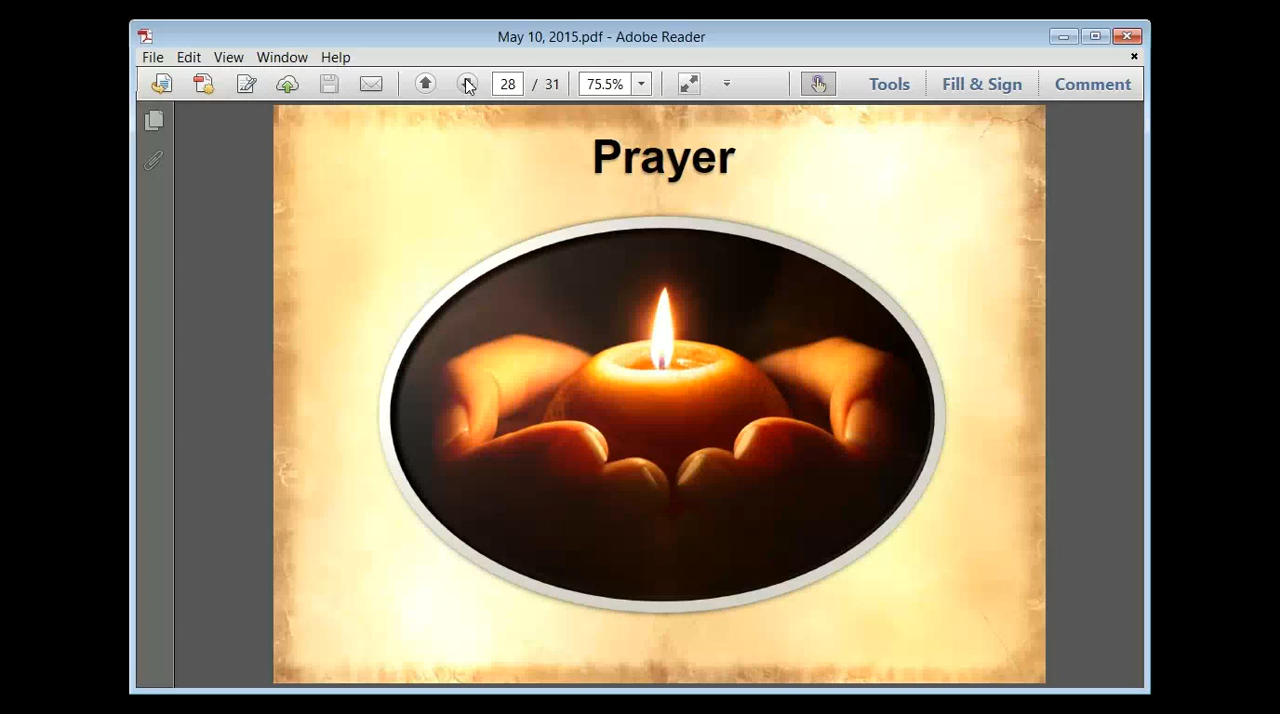 May 10, 2015.pdf - Adobe Reader
File Edit View Window Help
28 / 31 75.5% Tools Fill & Sign Comment
Prayer